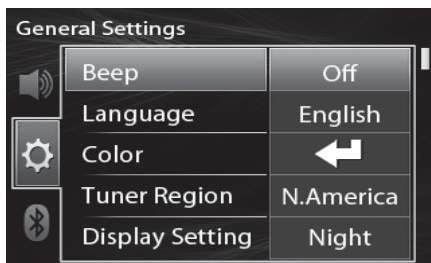 General Settings
Beep Off
Language English
Color
Tuner Region N.America
Display Setting Night